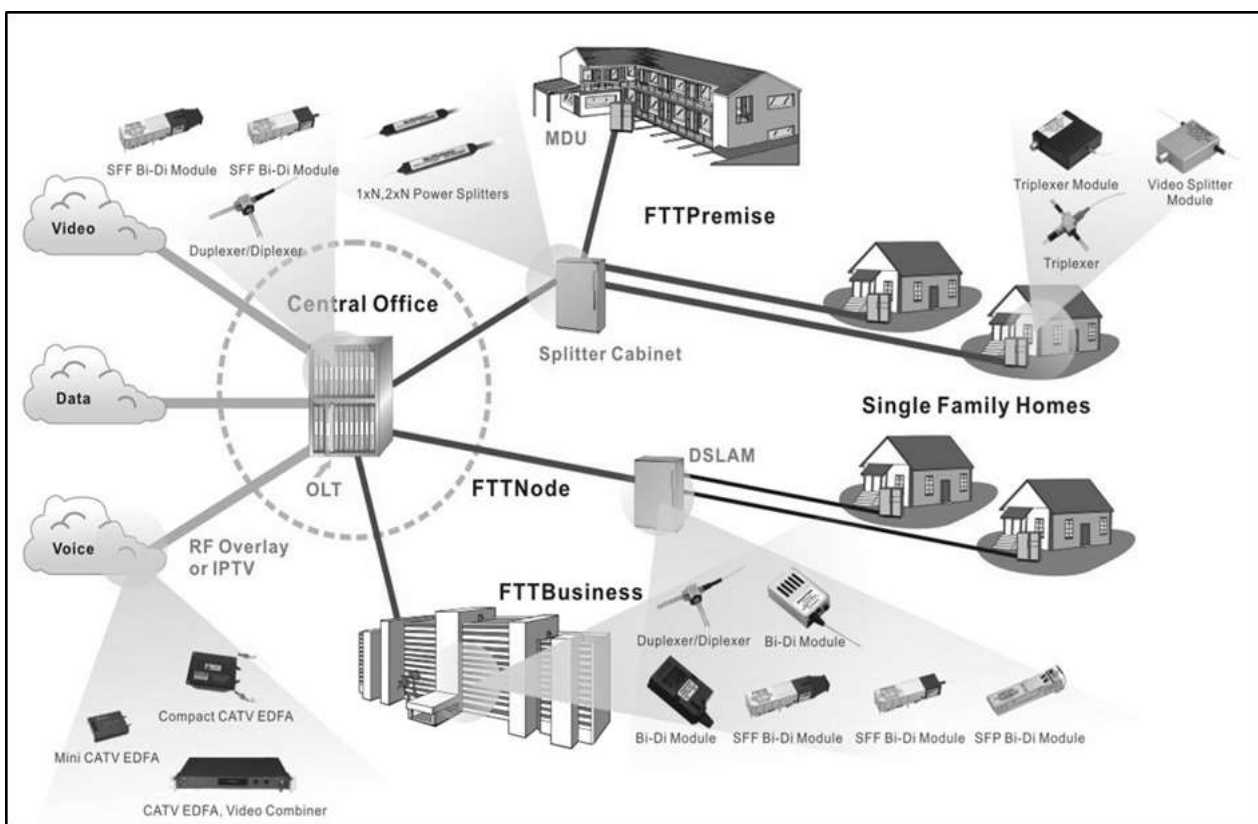 MDU
SFF Bi-Di Module
SFF Bi-Di Module
1xN,2xN Power Splitters
Triplexer Module
Video Splitter
Module
Video
Duplexer/Diplexer
FTTPremise
Triplexer
Central Office
Splitter Cabinet
Data
Single Family Homes
OLT
FTTNode
DSLAM
Voice
RF Overlay
or IPTV
FTTBusiness
Duplexer/Diplexer
Bi-Di Module
Compact CATV EDFA
Bi-Di Module
SFF Bi-Di Module
SFF Bi-Di Module
SFP Bi-Di Module
Mini CATV EDFA
CATV EDFA, Video Combiner